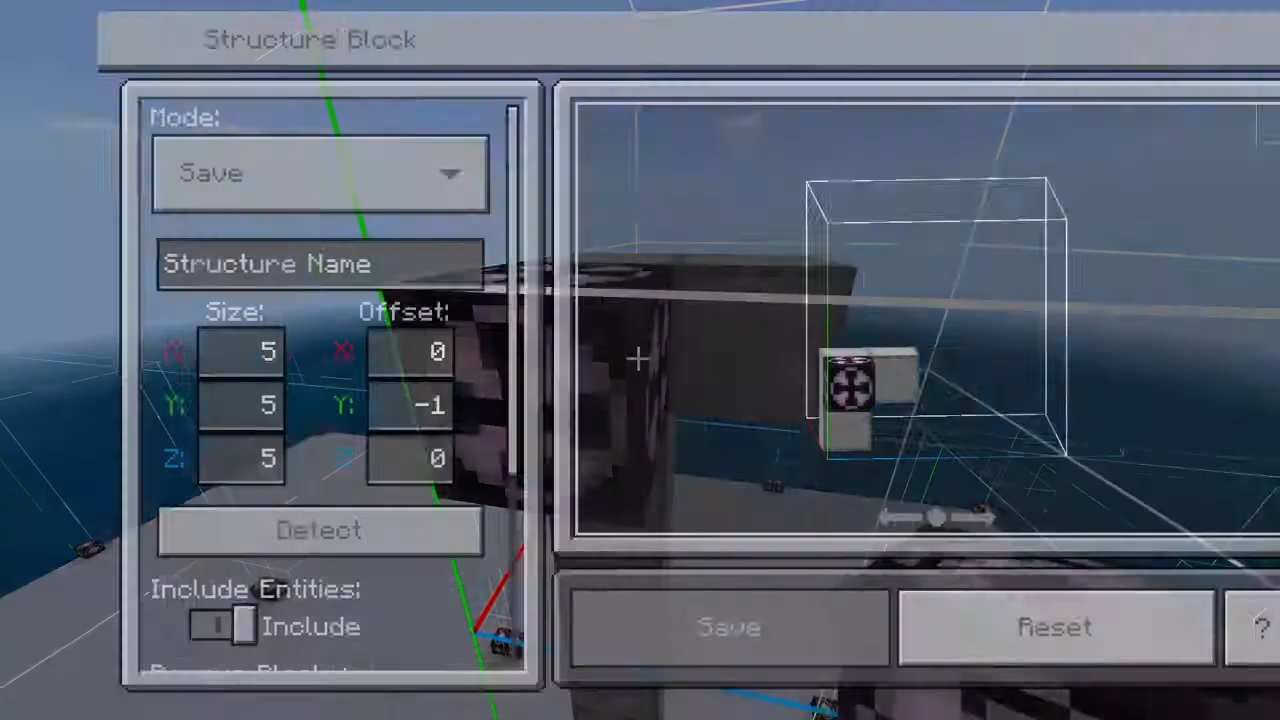 Structure Block
Mode:
Save
Structure Name
Size: Offset:
X: 5 X: 0
Y: 5 Y: -1
Z: 5 Z: 0
Detect
Include Entities:
Include
Save Reset ?